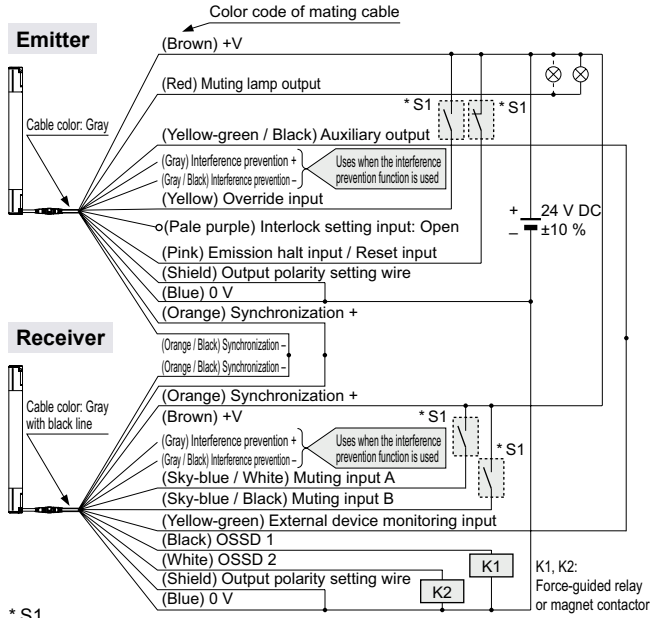 Color code of mating cable
Emitter
(Brown) +V
(Red) Muting lamp output
* S1
* S1
Cable color: Gray
(Yellow-green / Black) Auxiliary output
(Gray) Interference prevention +
(Gray / Black) Interference prevention –
Uses when the interference
prevention function is used
(Yellow) Override input
(Pale purple) Interlock setting input: Open
+
–
24 V DC
±10 %
(Pink) Emission halt input / Reset input
(Shield) Output polarity setting wire
(Blue) 0 V
(Orange) Synchronization +
Receiver
(Orange / Black) Synchronization –
(Orange / Black) Synchronization –
(Orange) Synchronization +
Cable color: Gray
with black line
(Brown) +V
* S1
* S1
(Gray) Interference prevention +
(Gray / Black) Interference prevention –
Uses when the interference
prevention function is used
(Sky-blue / White) Muting input A
(Sky-blue / Black) Muting input B
(Yellow-green) External device monitoring input
(Black) OSSD 1
(White) OSSD 2
K1
K1, K2:
Force-guided relay
or magnet contactor
(Shield) Output polarity setting wire
K2
(Blue) 0 V
* S1